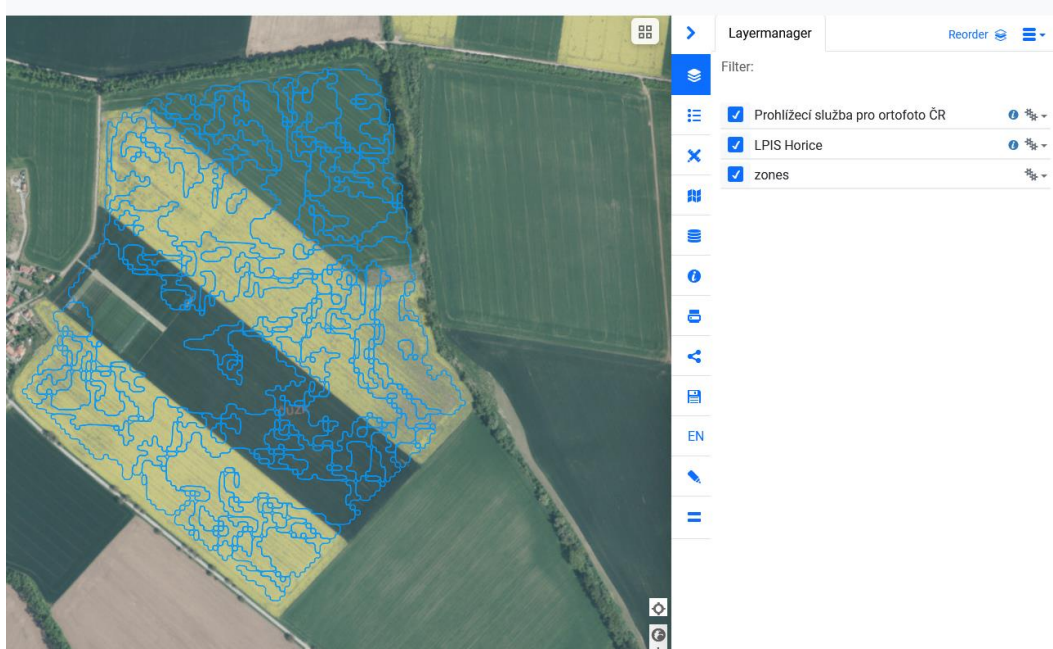 Layermanager
Reorder
Filter:
Prohlížecí služba pro ortofoto ČR
LPIS Horice
zones
EN